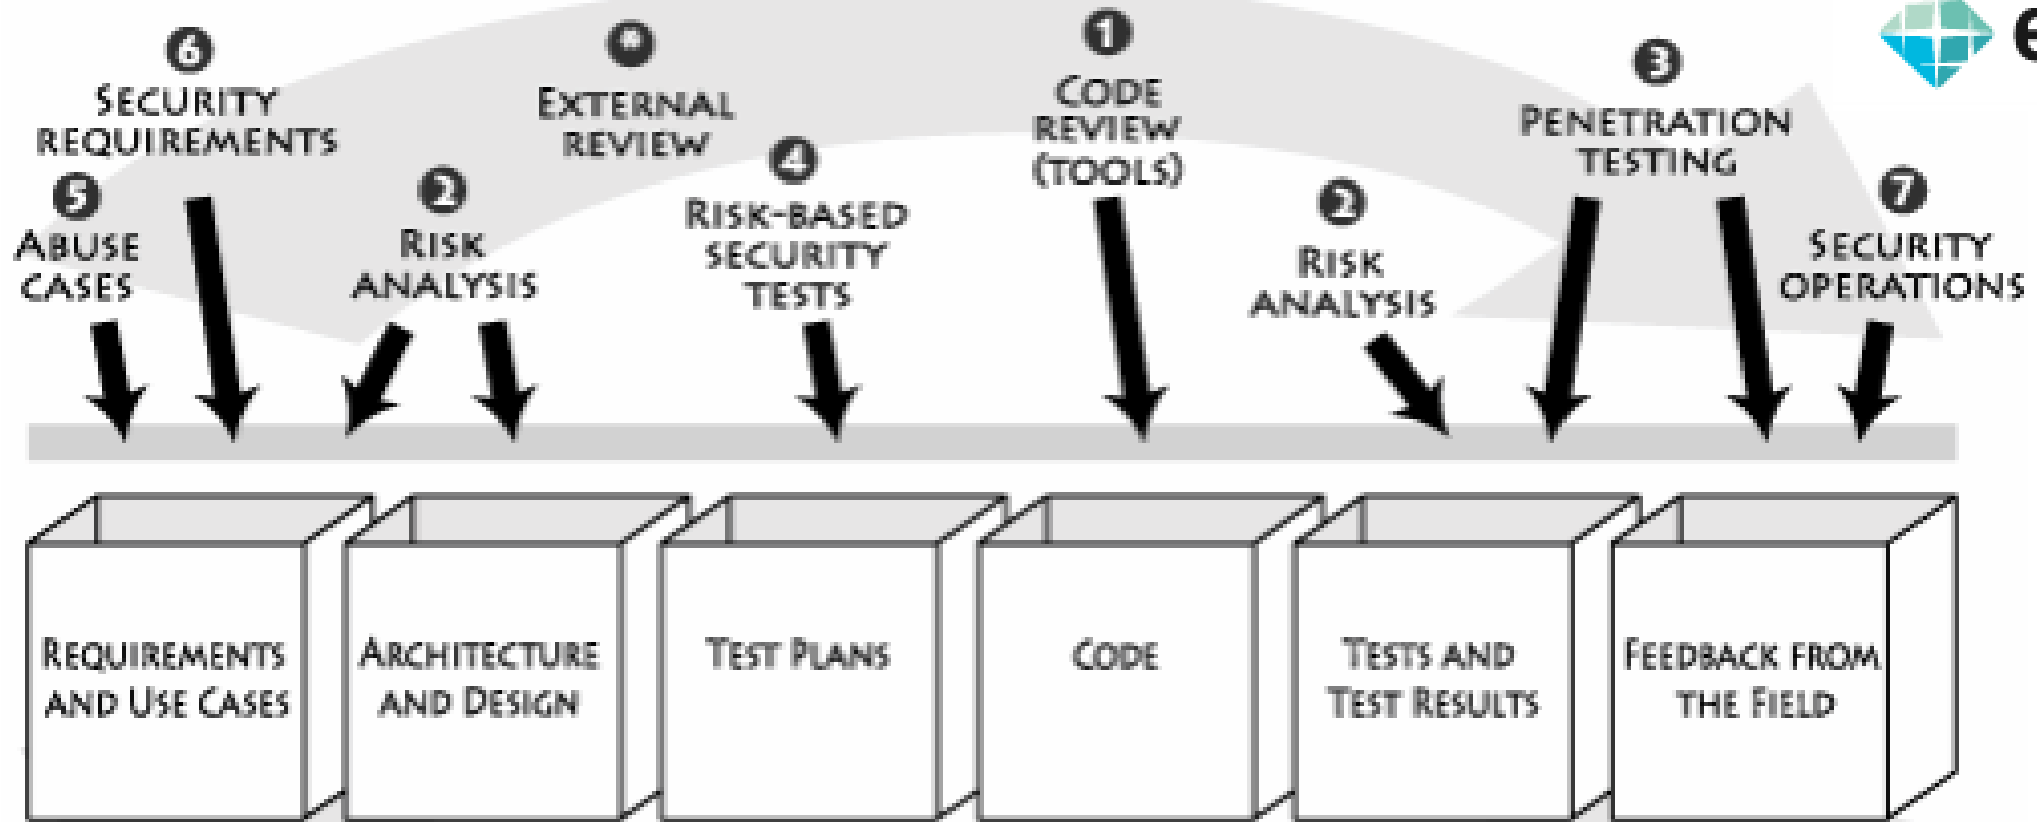 6
SECURITY
REQUIREMENTS
5
ABUSE
CASES
2
RISK
ANALYSIS
*
EXTERNAL
REVIEW
4
RISK-BASED
SECURITY
TESTS
1
CODE
REVIEW
(TOOLS)
2
RISK
ANALYSIS
3
PENETRATION
TESTING
7
SECURITY
OPERATIONS
e
REQUIREMENTS
AND USE CASES
ARCHITECTURE
AND DESIGN
TEST PLANS
CODE
TESTS AND
TEST RESULTS
FEEDBACK FROM
THE FIELD